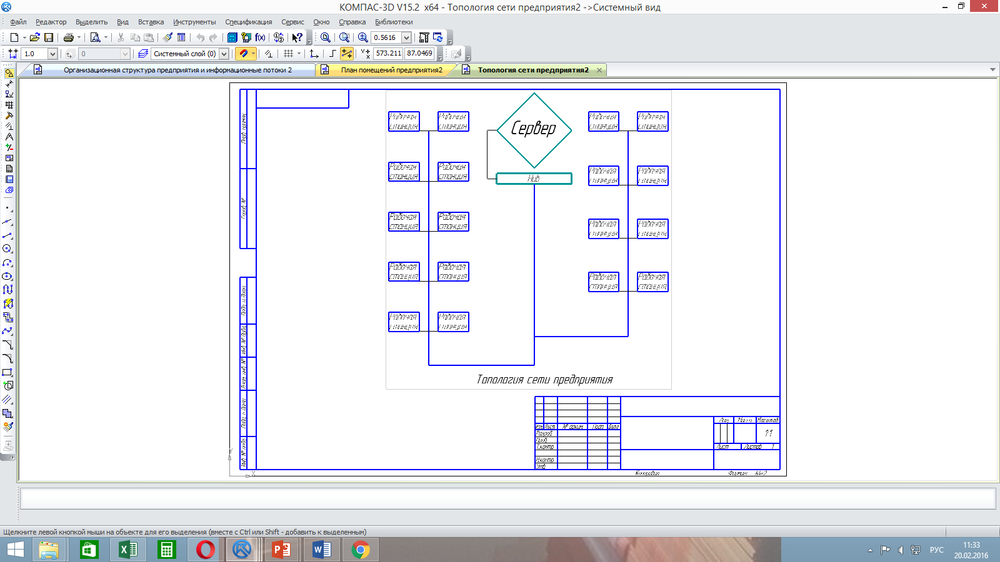 КОМПАС-3D V15.2  x64 - Топология сети предприятия2 ->Системный вид
Файл Редактор Выделить Вид Вставка Инструменты Спецификация Сервис Окно Справка Библиотеки
0.5616
1.0 0 Системный слой (0) 573.211 87.0469
Организационная структура предприятия и информационные потоки 2 План помещений предприятия2 Топология сети предприятия2
Рабочая станция Рабочая станция Сервер Рабочая станция Рабочая станция
Рабочая станция Рабочая станция Hub Рабочая станция Рабочая станция
Рабочая станция Рабочая станция Рабочая станция Рабочая станция
Рабочая станция Рабочая станция Рабочая станция Рабочая станция
Рабочая станция Рабочая станция
Топология сети предприятия
Перв. примен.
Справ. №
Подп. и дата
Инв. № дубл.
Взам. инв. №
Подп. и дата
Инв. № подл.
Изм. Лист № докум. Подп. Дата
Разраб.
Пров.
Т.контр.
Н.контр.
Утв.
Лит. Масса Масштаб
1:1
Лист Листов 1
Копировал Формат A4x2
Y
X
Щелкните левой кнопкой мыши на объекте для его выделения (вместе с Ctrl или Shift - добавить к выделенным)
РУС
11:33
20.02.2016